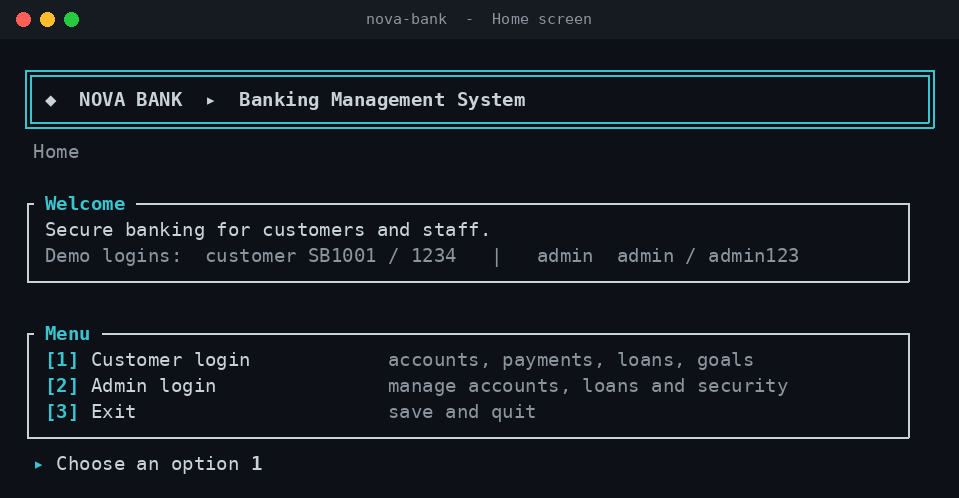 nova-bank  -  Home screen
◆  NOVA BANK  ▸  Banking Management System
Home
Welcome
Secure banking for customers and staff.
Demo logins:  customer SB1001 / 1234   |   admin  admin / admin123
Menu
[1] Customer login            accounts, payments, loans, goals
[2] Admin login               manage accounts, loans and security
[3] Exit                      save and quit
▸ Choose an option 1